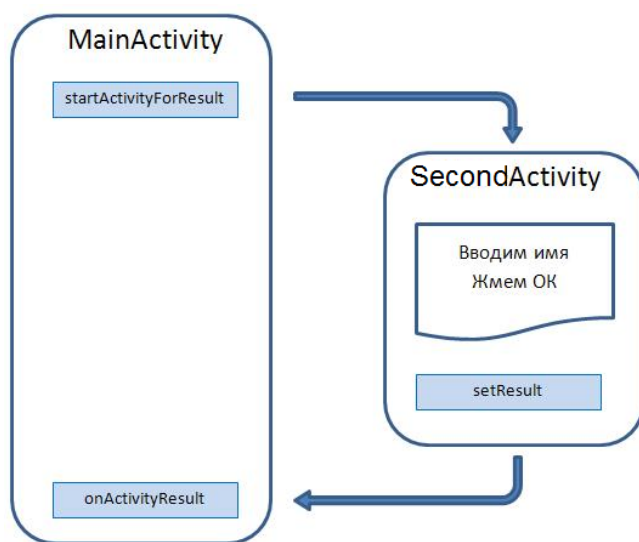 MainActivity
startActivityForResult
SecondActivity
Вводим имя
Жмем ОК
setResult
onActivityResult